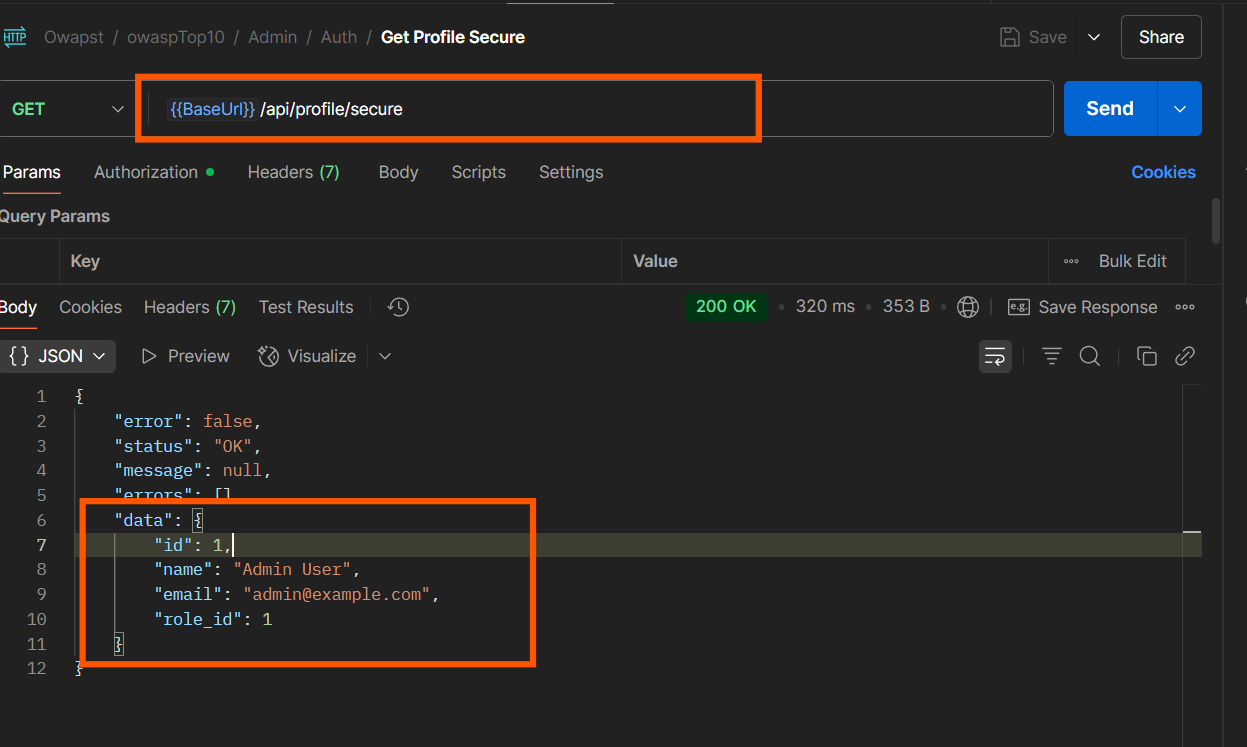 HTTP Owapst / owaspTop10 / Admin / Auth / Get Profile Secure Save Share
GET {{BaseUrl}} /api/profile/secure Send
Params Authorization Headers (7) Body Scripts Settings Cookies
Query Params
Key Value Bulk Edit
Body Cookies Headers (7) Test Results 200 OK 320 ms 353 B e.g. Save Response
{} JSON Preview Visualize
1 {
2 "error": false,
3 "status": "OK",
4 "message": null,
5 "errors": []
6 "data": {
7 "id": 1,
8 "name": "Admin User",
9 "email": "admin@example.com",
10 "role_id": 1
11 }
12 }